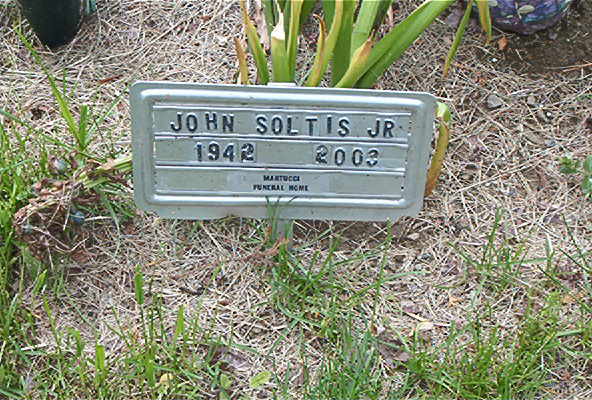 JOHN SOLTIS JR
1942 2003
MARTUCCI
FUNERAL HOME